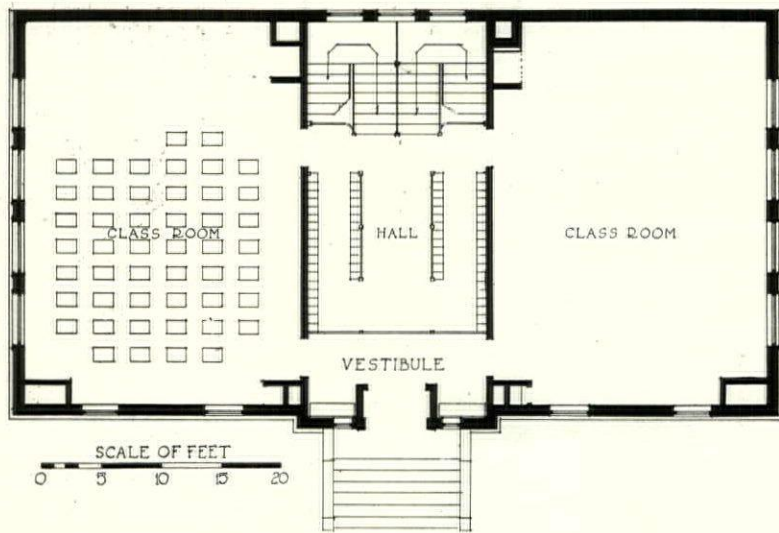 CLASS ROOM
HALL
CLASS ROOM
VESTIBULE
SCALE OF FEET
0 5 10 15 20